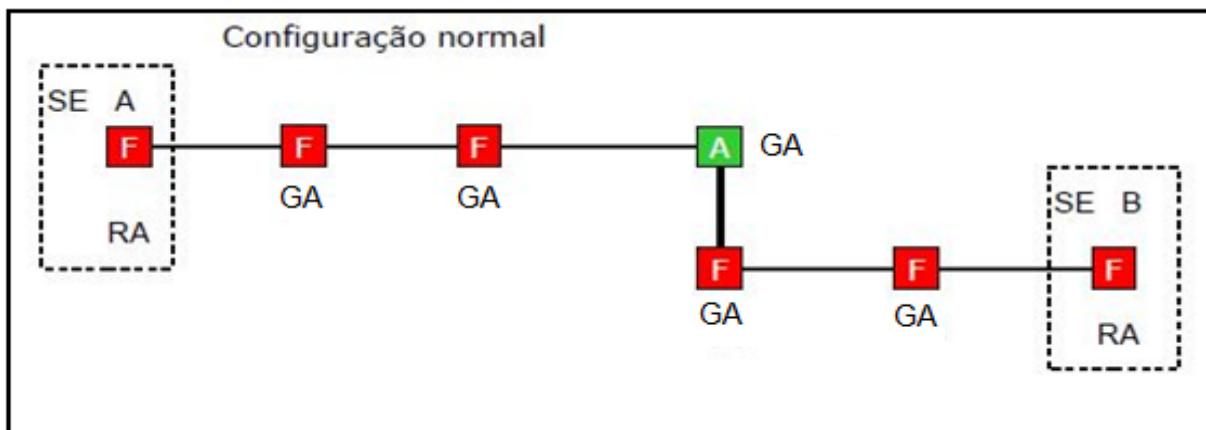 Configuração normal
SE A
F F F A GA
GA GA
RA
SE B
F F F
GA GA
RA